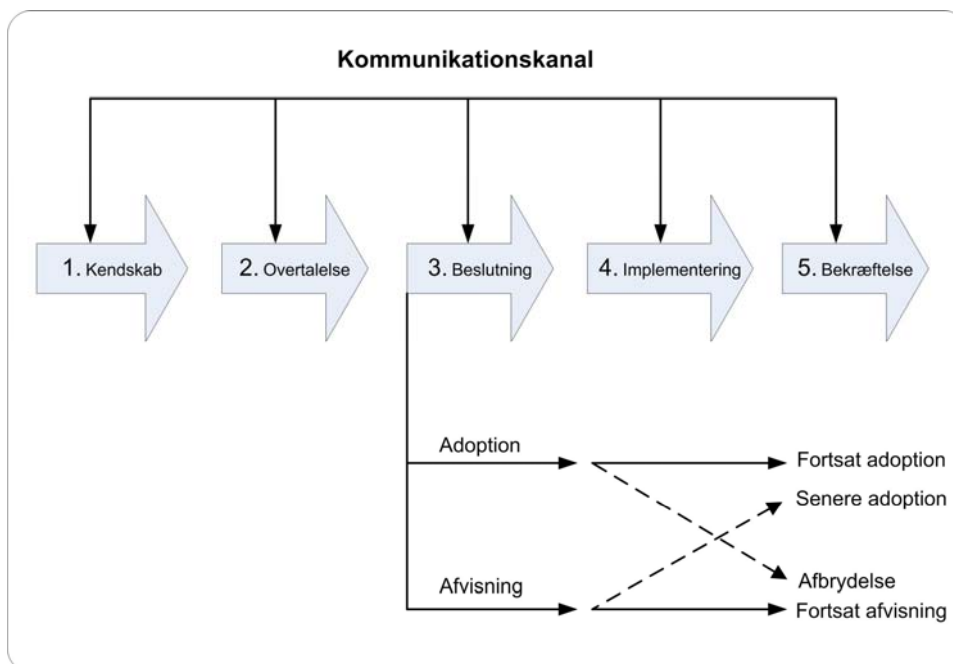 Kommunikationskanal
1. Kendskab
2. Overtalelse
3. Beslutning
4. Implementering
5. Bekræftelse
Adoption
Fortsat adoption
Senere adoption
Afvisning
Afbrydelse
Fortsat afvisning